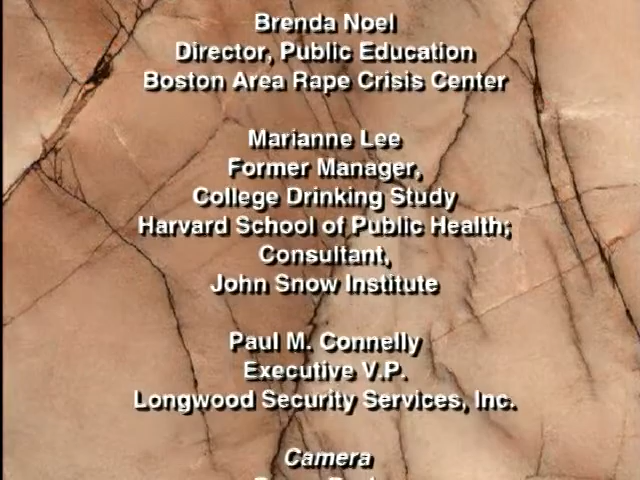 Brenda Noel
Director, Public Education
Boston Area Rape Crisis Center
Marianne Lee
Former Manager,
College Drinking Study
Harvard School of Public Health;
Consultant,
John Snow Institute
Paul M. Connelly
Executive V.P.
Longwood Security Services, Inc.
Camera